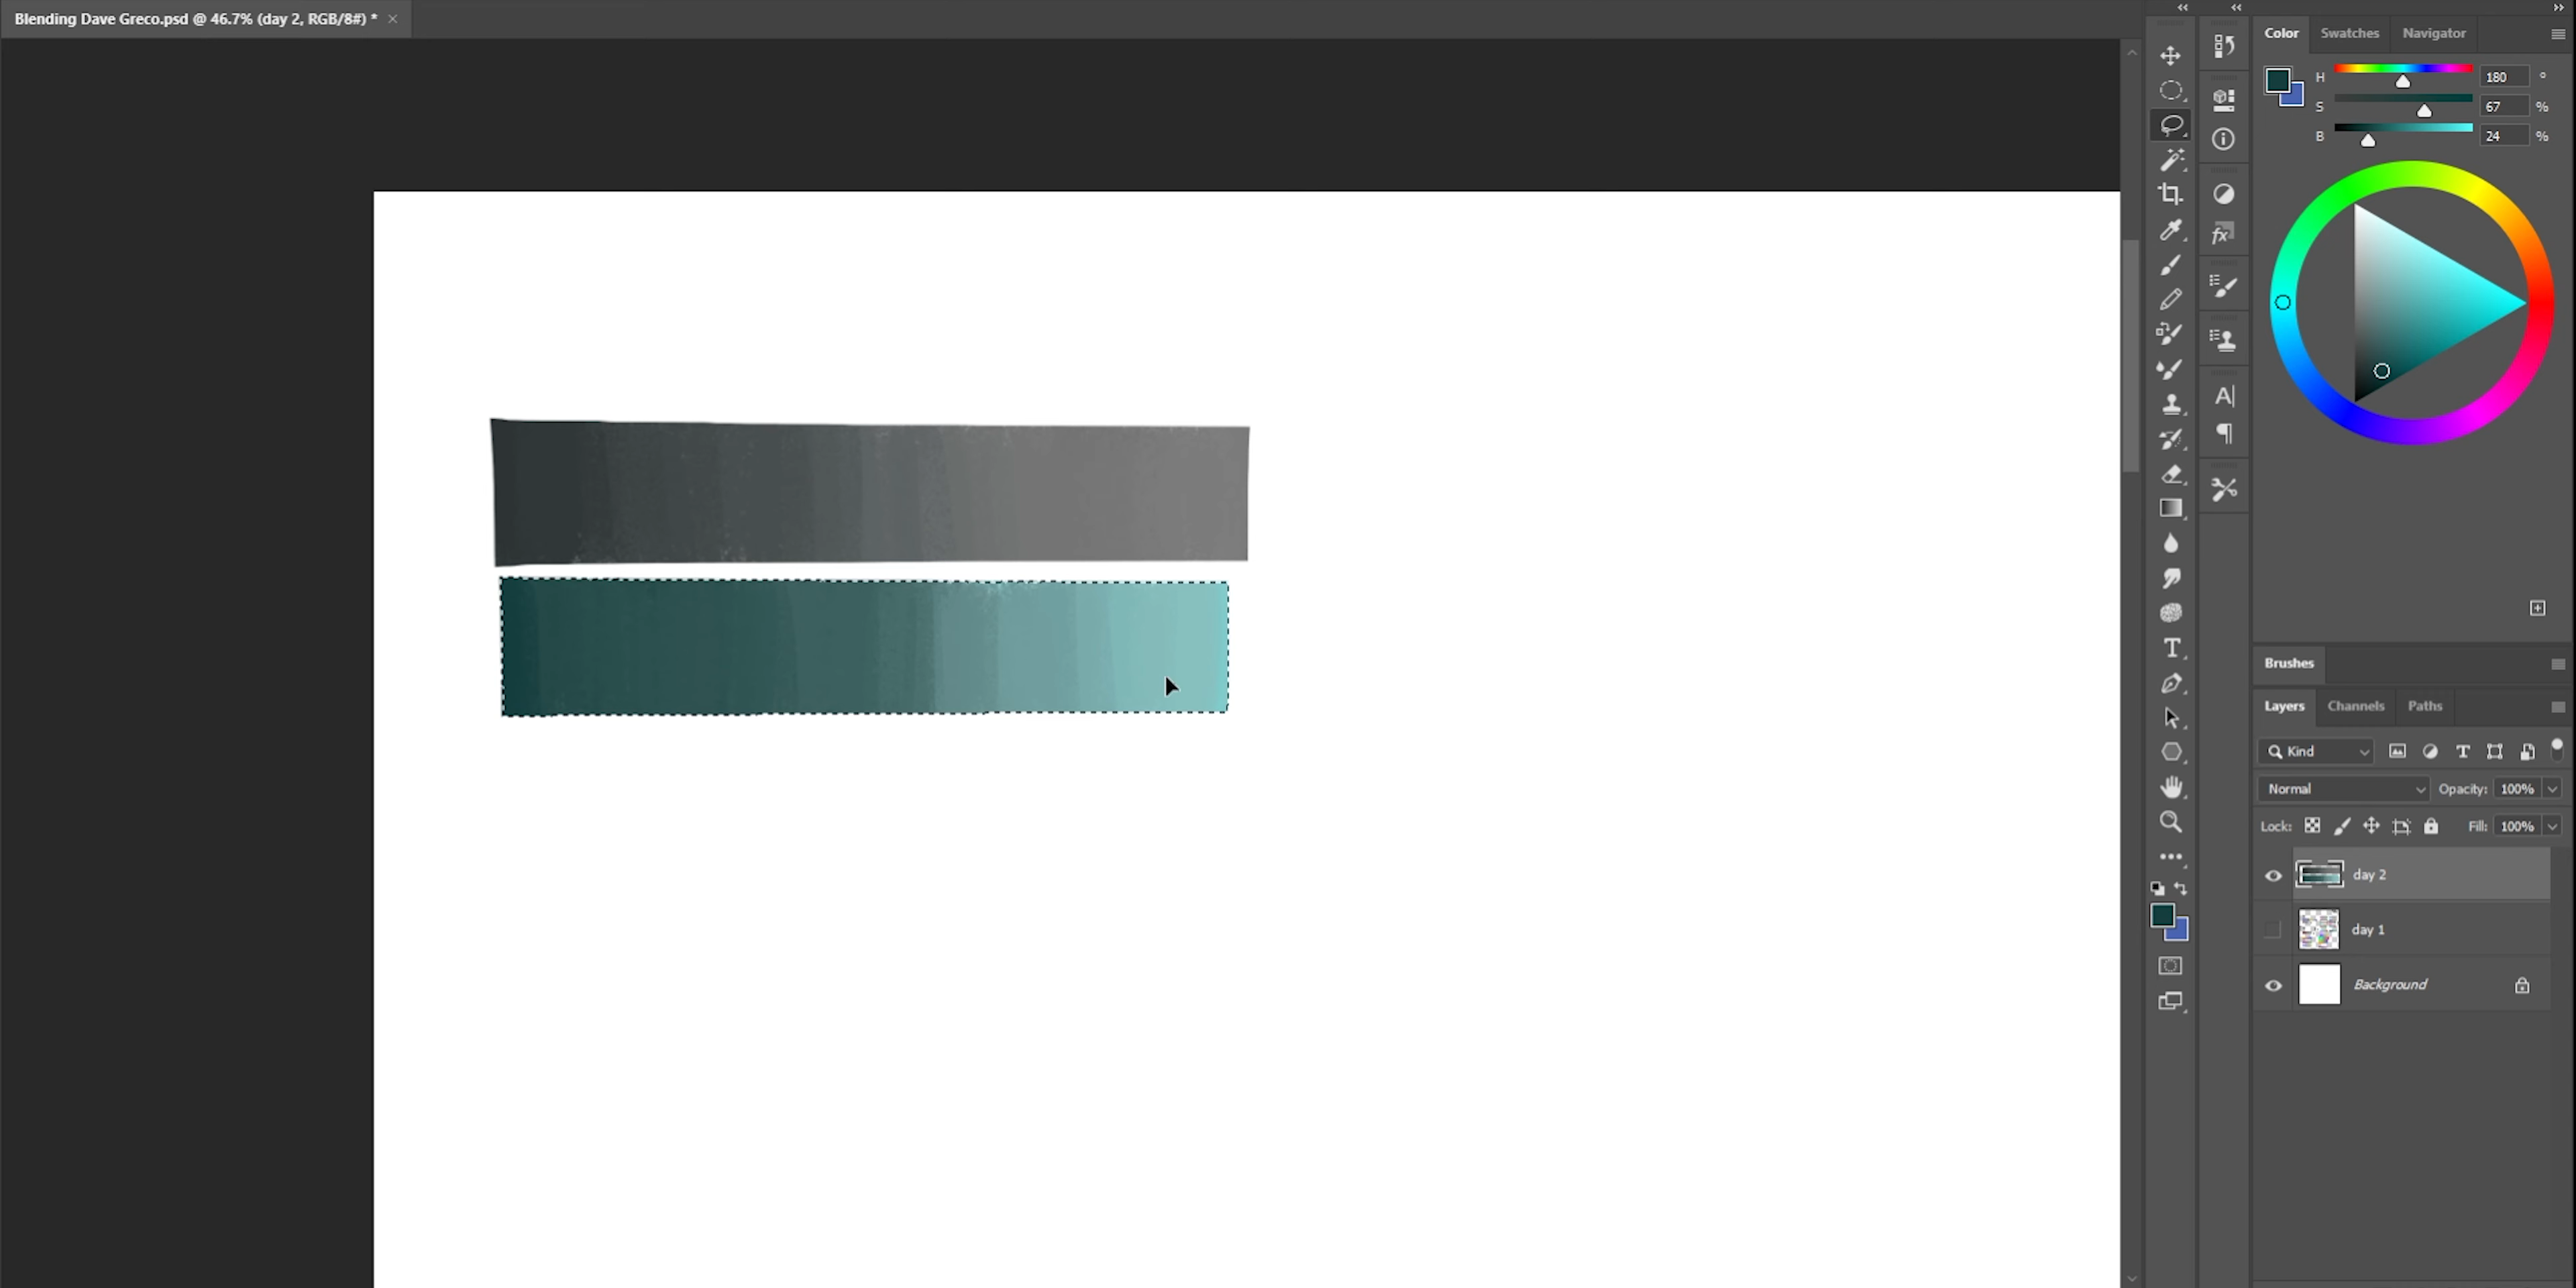 Blending Dave Greco.psd @ 46.7% (day 2, RGB/8#) *
Color Swatches Navigator
H 180 °
S 67 %
B 24 %
Brushes
Layers Channels Paths
Kind
Normal Opacity: 100%
Lock: Fill: 100%
day 2
day 1
Background